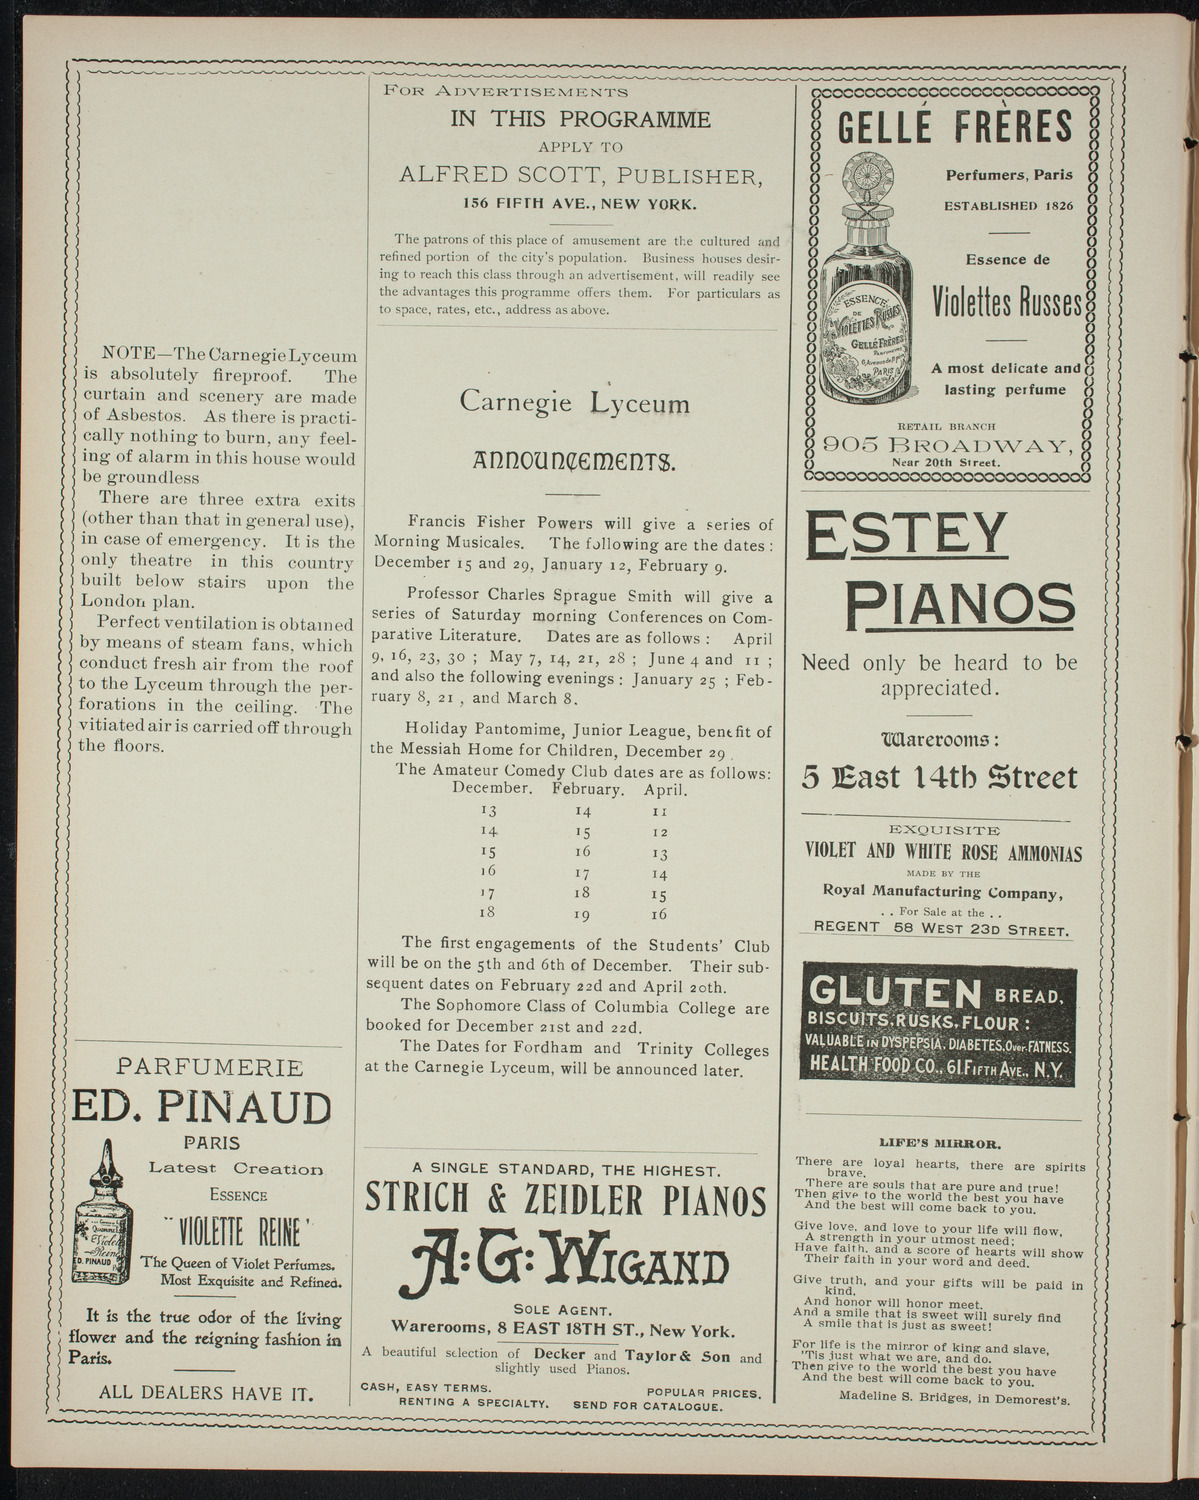 NOTE—The Carnegie Lyceum
is absolutely fireproof. The
curtain and scenery are made
of Asbestos. As there is practi-
cally nothing to burn, any feel-
ing of alarm in this house would
be groundless
There are three extra exits
(other than that in general use),
in case of emergency. It is the
only theatre in this country
built below stairs upon the
London plan.
Perfect ventilation is obtained
by means of steam fans, which
conduct fresh air from the roof
to the Lyceum through the per-
forations in the ceiling. The
vitiated air is carried off through
the floors.
PARFUMERIE
ED. PINAUD
PARIS
Latest Creation
ESSENCE
"VIOLETTE REINE"
The Queen of Violet Perfumes.
Most Exquisite and Refined.
Violet
Reine
ED. PINAUD
It is the true odor of the living
flower and the reigning fashion in
Paris.
ALL DEALERS HAVE IT.
FOR ADVERTISEMENTS
IN THIS PROGRAMME
APPLY TO
ALFRED SCOTT, PUBLISHER,
156 FIFTH AVE., NEW YORK.
The patrons of this place of amusement are the cultured and
refined portion of the city's population. Business houses desir-
ing to reach this class through an advertisement, will readily see
the advantages this programme offers them. For particulars as
to space, rates, etc., address as above.
Carnegie Lyceum
ANNOUNCEMENTS.
Francis Fisher Powers will give a series of
Morning Musicales. The following are the dates:
December 15 and 29, January 12, February 9.
Professor Charles Sprague Smith will give a
series of Saturday morning Conferences on Com-
parative Literature. Dates are as follows: April
9, 16, 23, 30; May 7, 14, 21, 28; June 4 and 11;
and also the following evenings: January 25; Feb-
ruary 8, 21, and March 8.
Holiday Pantomime, Junior League, benefit of
the Messiah Home for Children, December 29.
The Amateur Comedy Club dates are as follows:
December. February. April.
13 14 11
14 15 12
15 16 13
16 17 14
17 18 15
18 19 16
The first engagements of the Students' Club
will be on the 5th and 6th of December. Their sub-
sequent dates on February 22d and April 20th.
The Sophomore Class of Columbia College are
booked for December 21st and 22d.
The Dates for Fordham and Trinity Colleges
at the Carnegie Lyceum, will be announced later.
A SINGLE STANDARD, THE HIGHEST.
STRICH & ZEIDLER PIANOS
A:G:WIGAND
SOLE AGENT.
Warerooms, 8 EAST 18TH ST., New York.
A beautiful selection of Decker and Taylor & Son and
slightly used Pianos.
CASH, EASY TERMS. POPULAR PRICES.
RENTING A SPECIALTY. SEND FOR CATALOGUE.
GELLÉ FRÈRES
Perfumers, Paris
ESTABLISHED 1826
Essence de
Violettes Russes
A most delicate and
lasting perfume
ESSENCE
DE
VIOLETTES RUSSES
GELLÉ FRÈRES
PARIS
RETAIL BRANCH
905 BROADWAY,
Near 20th Street.
ESTEY
PIANOS
Need only be heard to be
appreciated.
Warerooms:
5 East 14th Street
EXQUISITE
VIOLET AND WHITE ROSE AMMONIAS
MADE BY THE
Royal Manufacturing Company,
. . For Sale at the . .
REGENT 58 WEST 23D STREET.
GLUTEN BREAD,
BISCUITS, RUSKS, FLOUR:
VALUABLE IN DYSPEPSIA, DIABETES, Over-FATNESS.
HEALTH FOOD CO., 61 FIFTH AVE., N.Y.
LIFE'S MIRROR.
There are loyal hearts, there are spirits
brave,
There are souls that are pure and true!
Then give to the world the best you have
And the best will come back to you.
Give love, and love to your life will flow,
A strength in your utmost need;
Have faith, and a score of hearts will show
Their faith in your word and deed.
Give truth, and your gifts will be paid in
kind,
And honor will honor meet,
And a smile that is sweet will surely find
A smile that is just as sweet!
For life is the mirror of king and slave,
'Tis just what we are, and do.
Then give to the world the best you have
And the best will come back to you.
Madeline S. Bridges, in Demorest's.